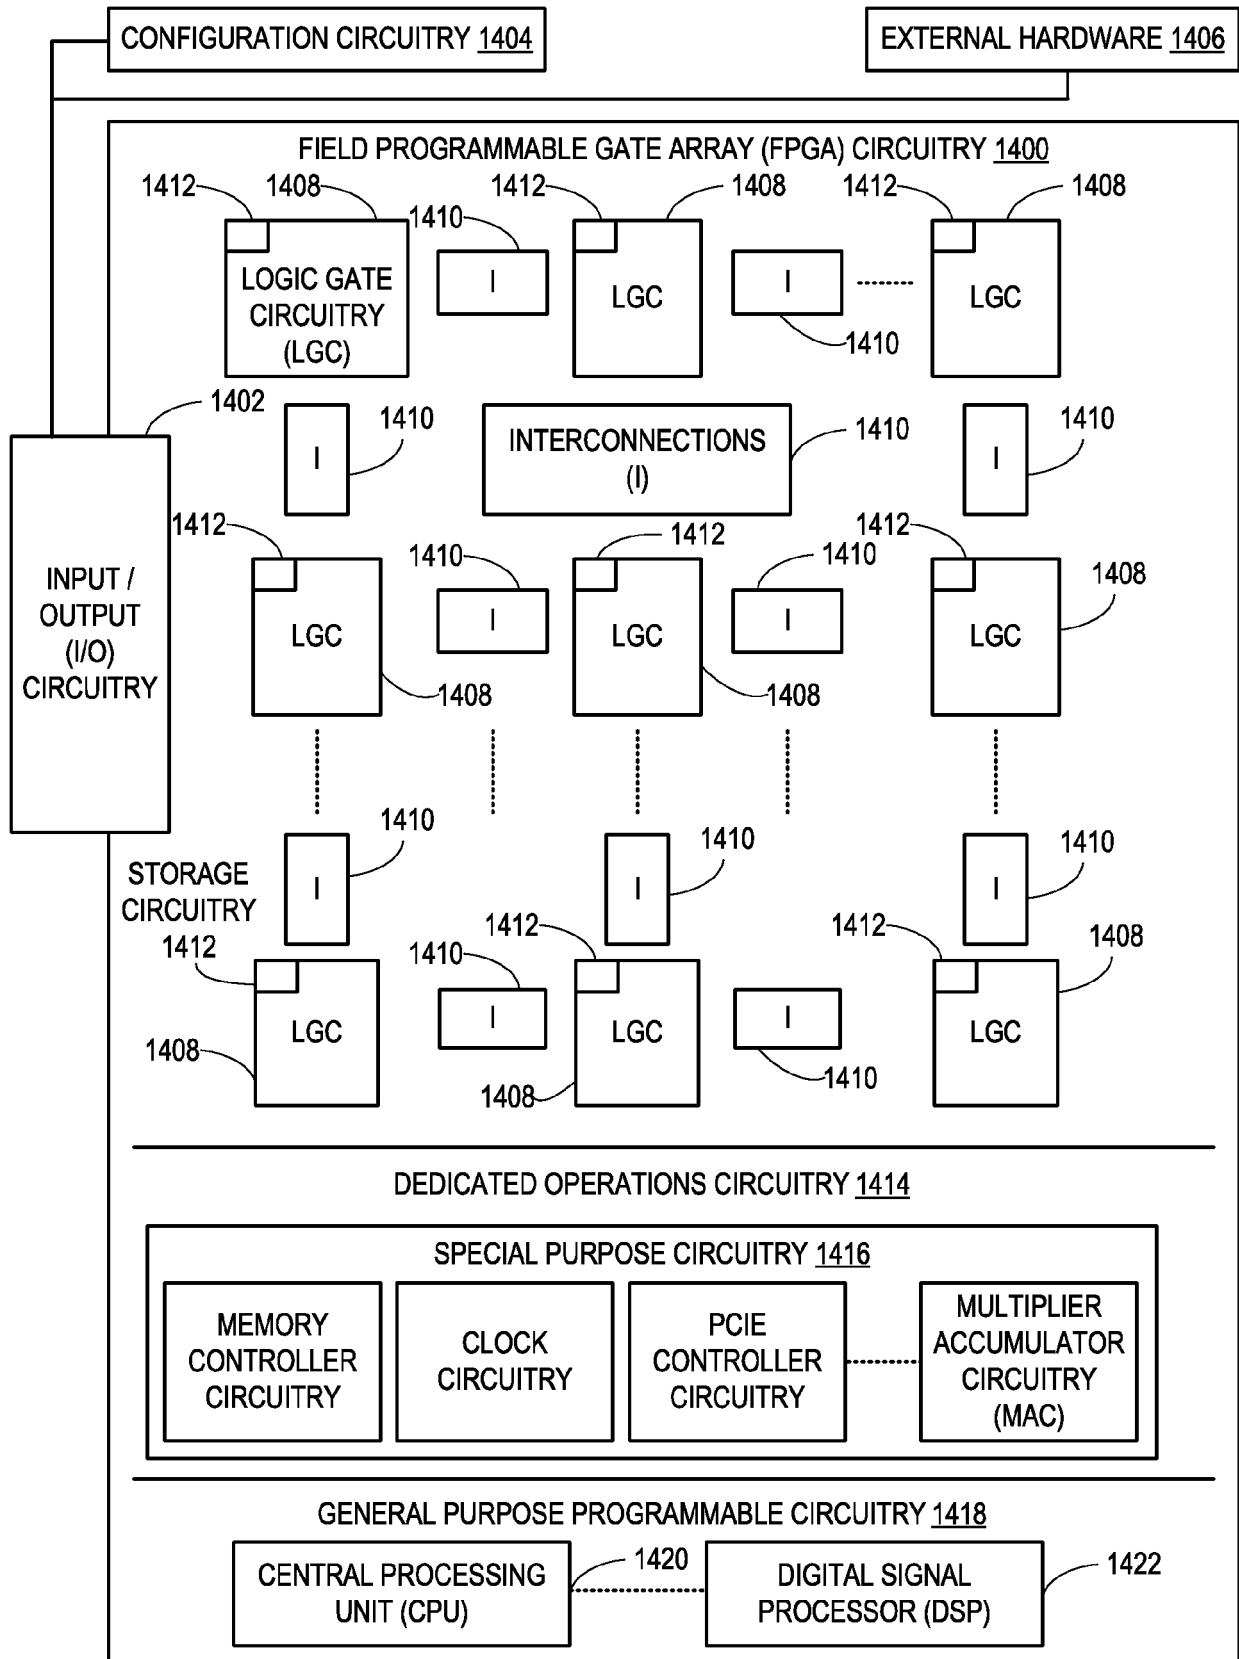 CONFIGURATION CIRCUITRY 1404
EXTERNAL HARDWARE 1406
FIELD PROGRAMMABLE GATE ARRAY (FPGA) CIRCUITRY 1400
1412
1408
1410
1412
1408
1412
1408
LOGIC GATE
CIRCUITRY
(LGC)
I
LGC
I
LGC
1410
1402
1410
I
INTERCONNECTIONS
(I)
1410
I
1410
INPUT /
OUTPUT
(I/O)
CIRCUITRY
1412
1410
1412
1410
1412
1408
LGC
I
LGC
I
LGC
1408
1408
1410
1410
1410
STORAGE
CIRCUITRY
I
I
I
1412
1410
1412
1412
1408
LGC
I
LGC
I
LGC
1408
1408
1410
DEDICATED OPERATIONS CIRCUITRY 1414
SPECIAL PURPOSE CIRCUITRY 1416
MEMORY
CONTROLLER
CIRCUITRY
CLOCK
CIRCUITRY
PCIE
CONTROLLER
CIRCUITRY
MULTIPLIER
ACCUMULATOR
CIRCUITRY
(MAC)
GENERAL PURPOSE PROGRAMMABLE CIRCUITRY 1418
CENTRAL PROCESSING
UNIT (CPU)
1420
DIGITAL SIGNAL
PROCESSOR (DSP)
1422